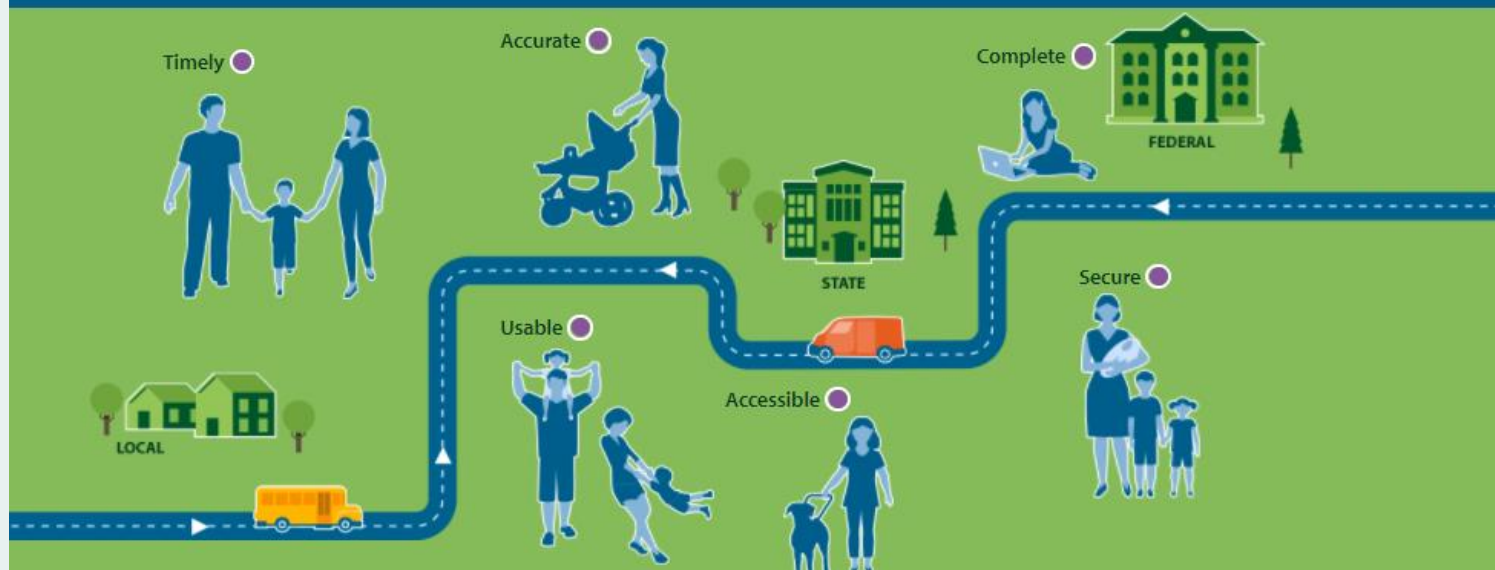 Timely
Accurate
Complete
FEDERAL
STATE
Secure
Usable
Accessible
LOCAL